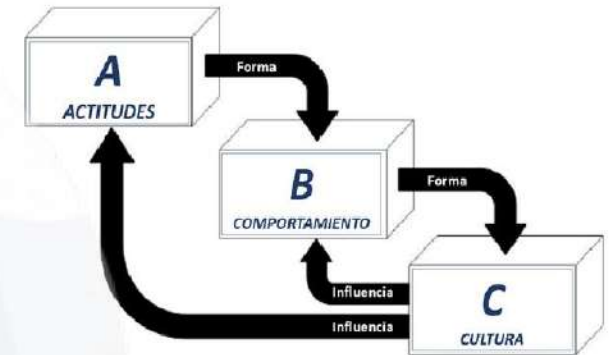 A
ACTITUDES
Forma
B
COMPORTAMIENTO
Forma
Influencia
C
CULTURA
Influencia